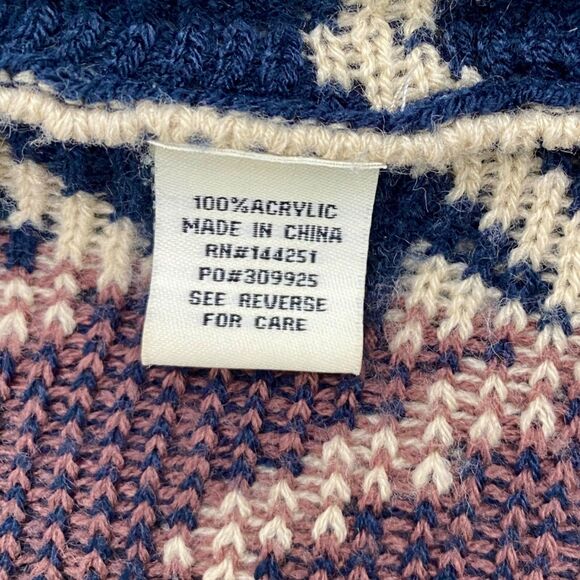 100%ACRYLIC
MADE IN CHINA
RN#144251
PO#309925
SEE REVERSE
FOR CARE